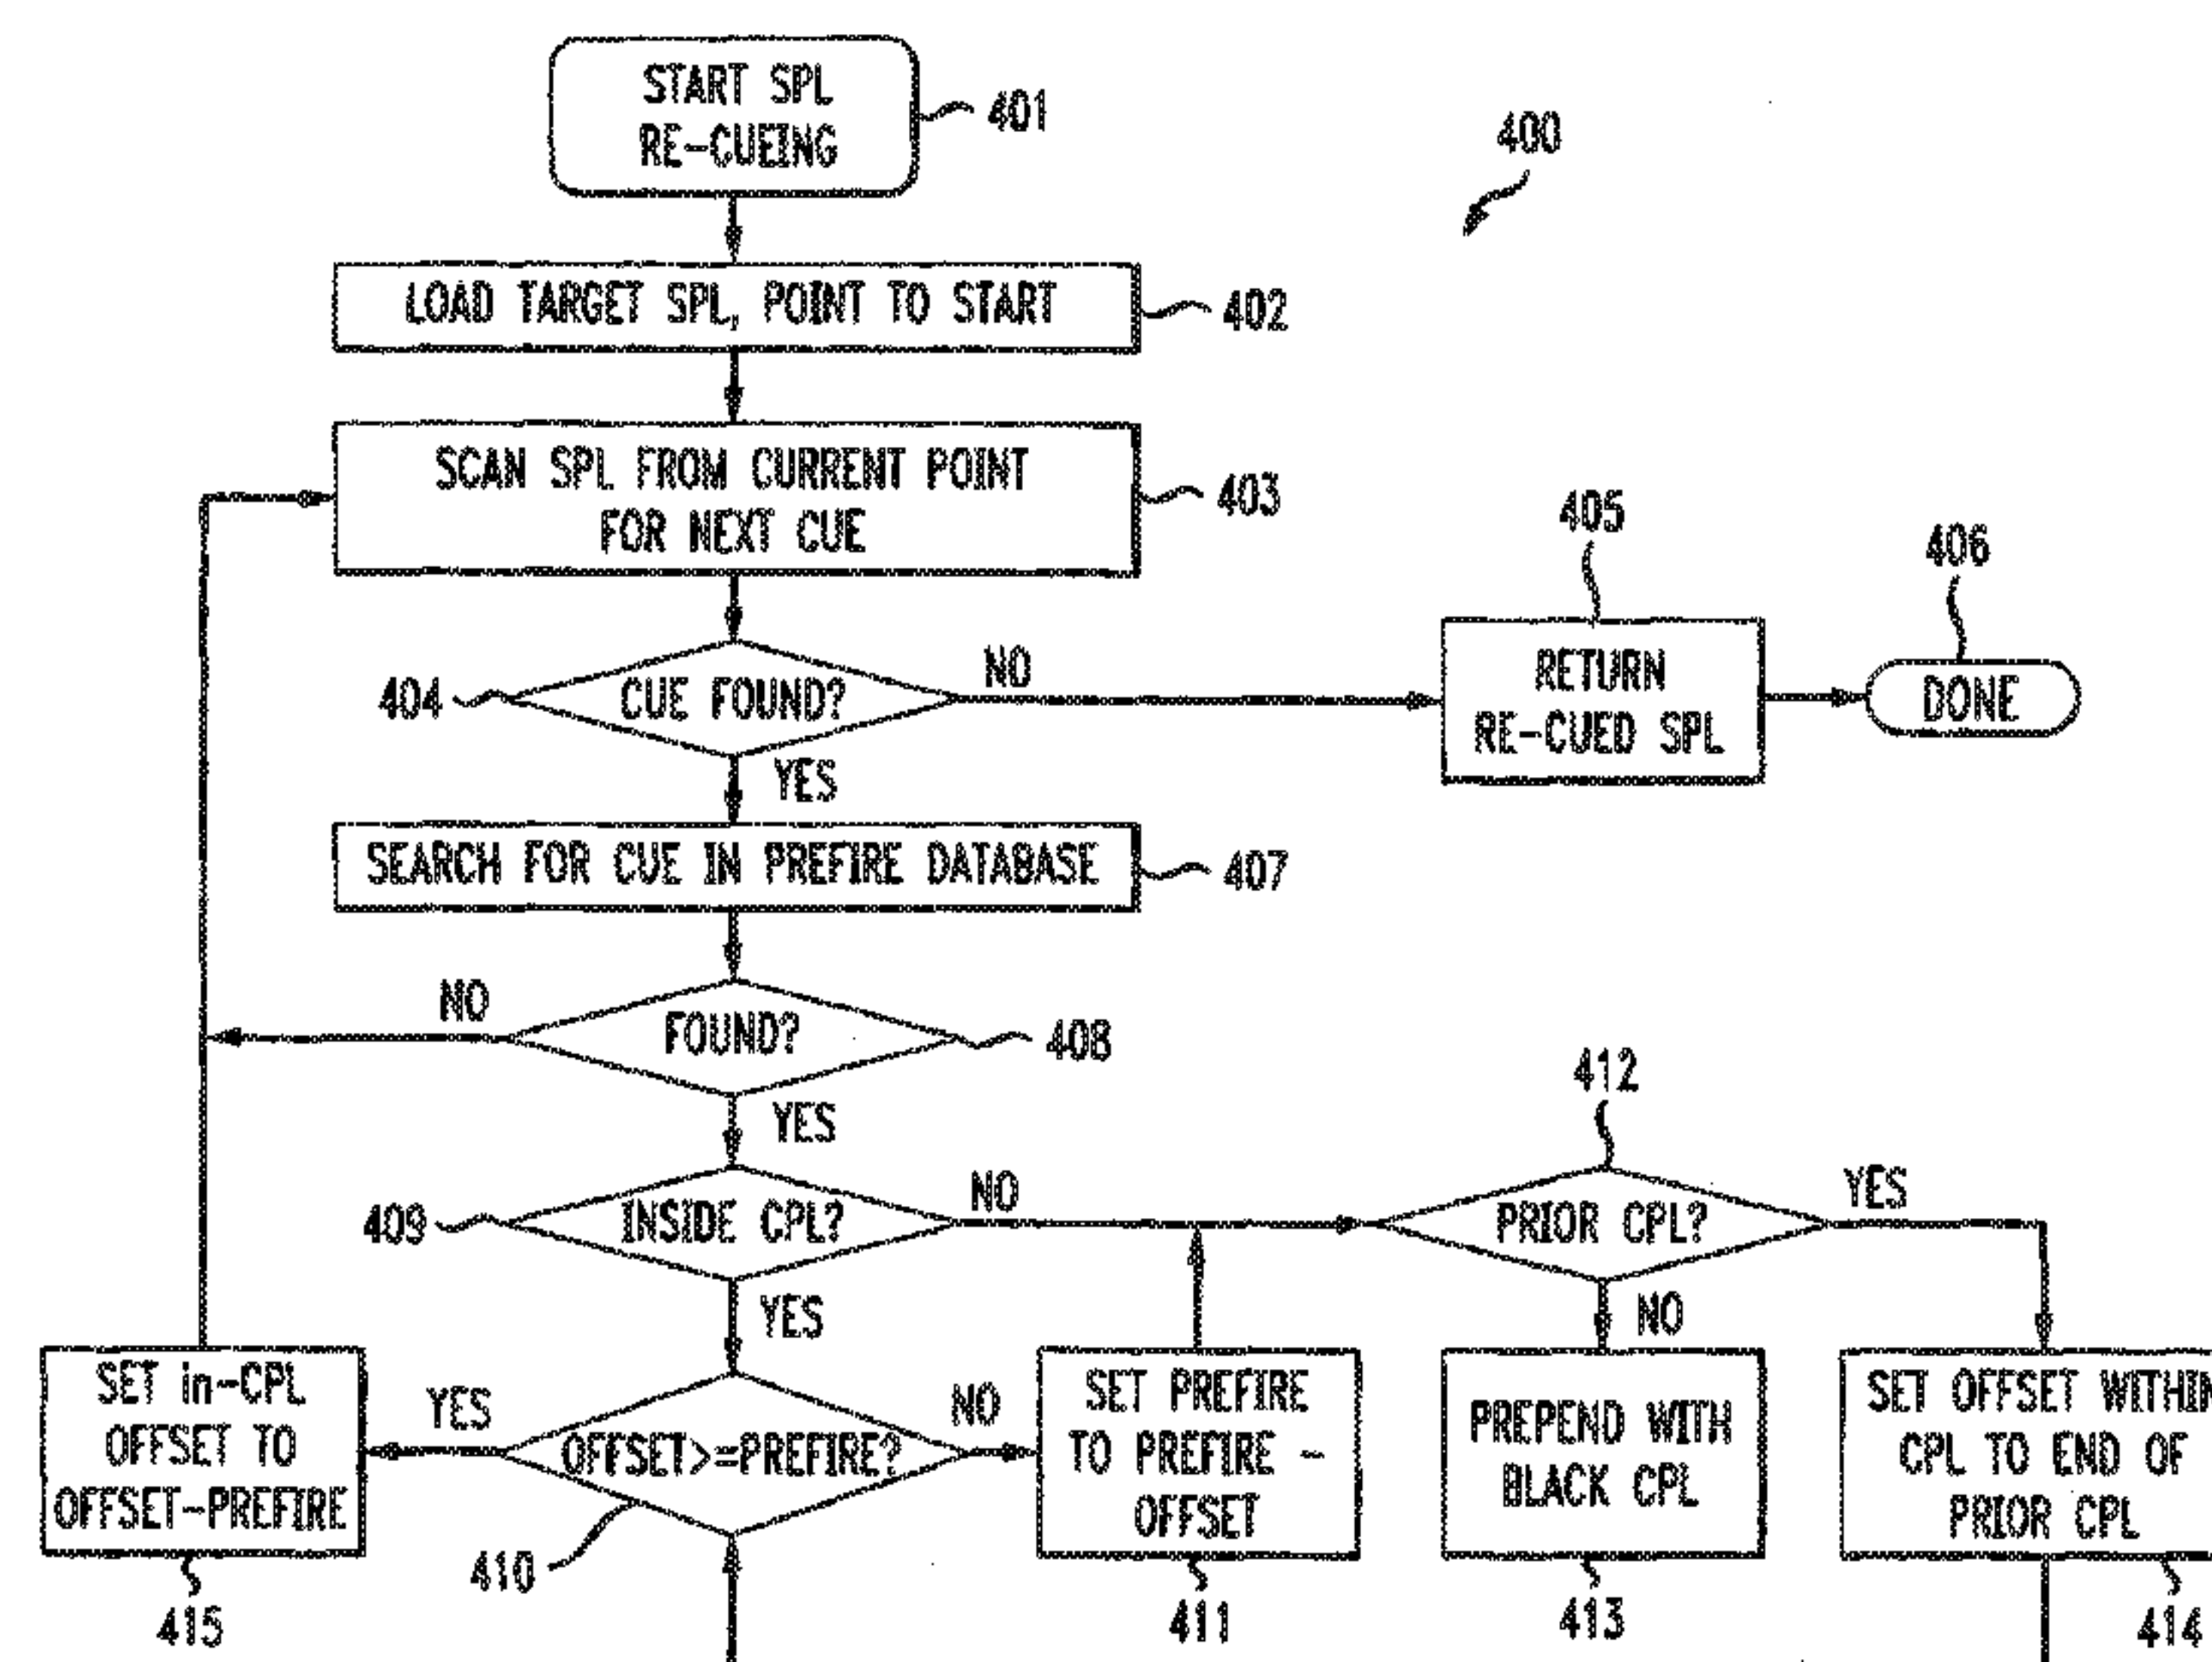 START SPL
RE-CUEING
401
400
LOAD TARGET SPL, POINT TO START
402
SCAN SPL FROM CURRENT POINT
FOR NEXT CUE
403
405
406
404
CUE FOUND?
NO
RETURN
RE-CUED SPL
DONE
YES
SEARCH FOR CUE IN PREFIRE DATABASE
407
NO
FOUND?
408
412
YES
409
INSIDE CPL?
NO
PRIOR CPL?
YES
YES
NO
SET in-CPL
OFFSET TO
OFFSET-PREFIRE
YES
OFFSET>=PREFIRE?
NO
SET PREFIRE
TO PREFIRE -
OFFSET
PREPEND WITH
BLACK CPL
SET OFFSET WITHIN
CPL TO END OF
PRIOR CPL
415
410
411
413
414